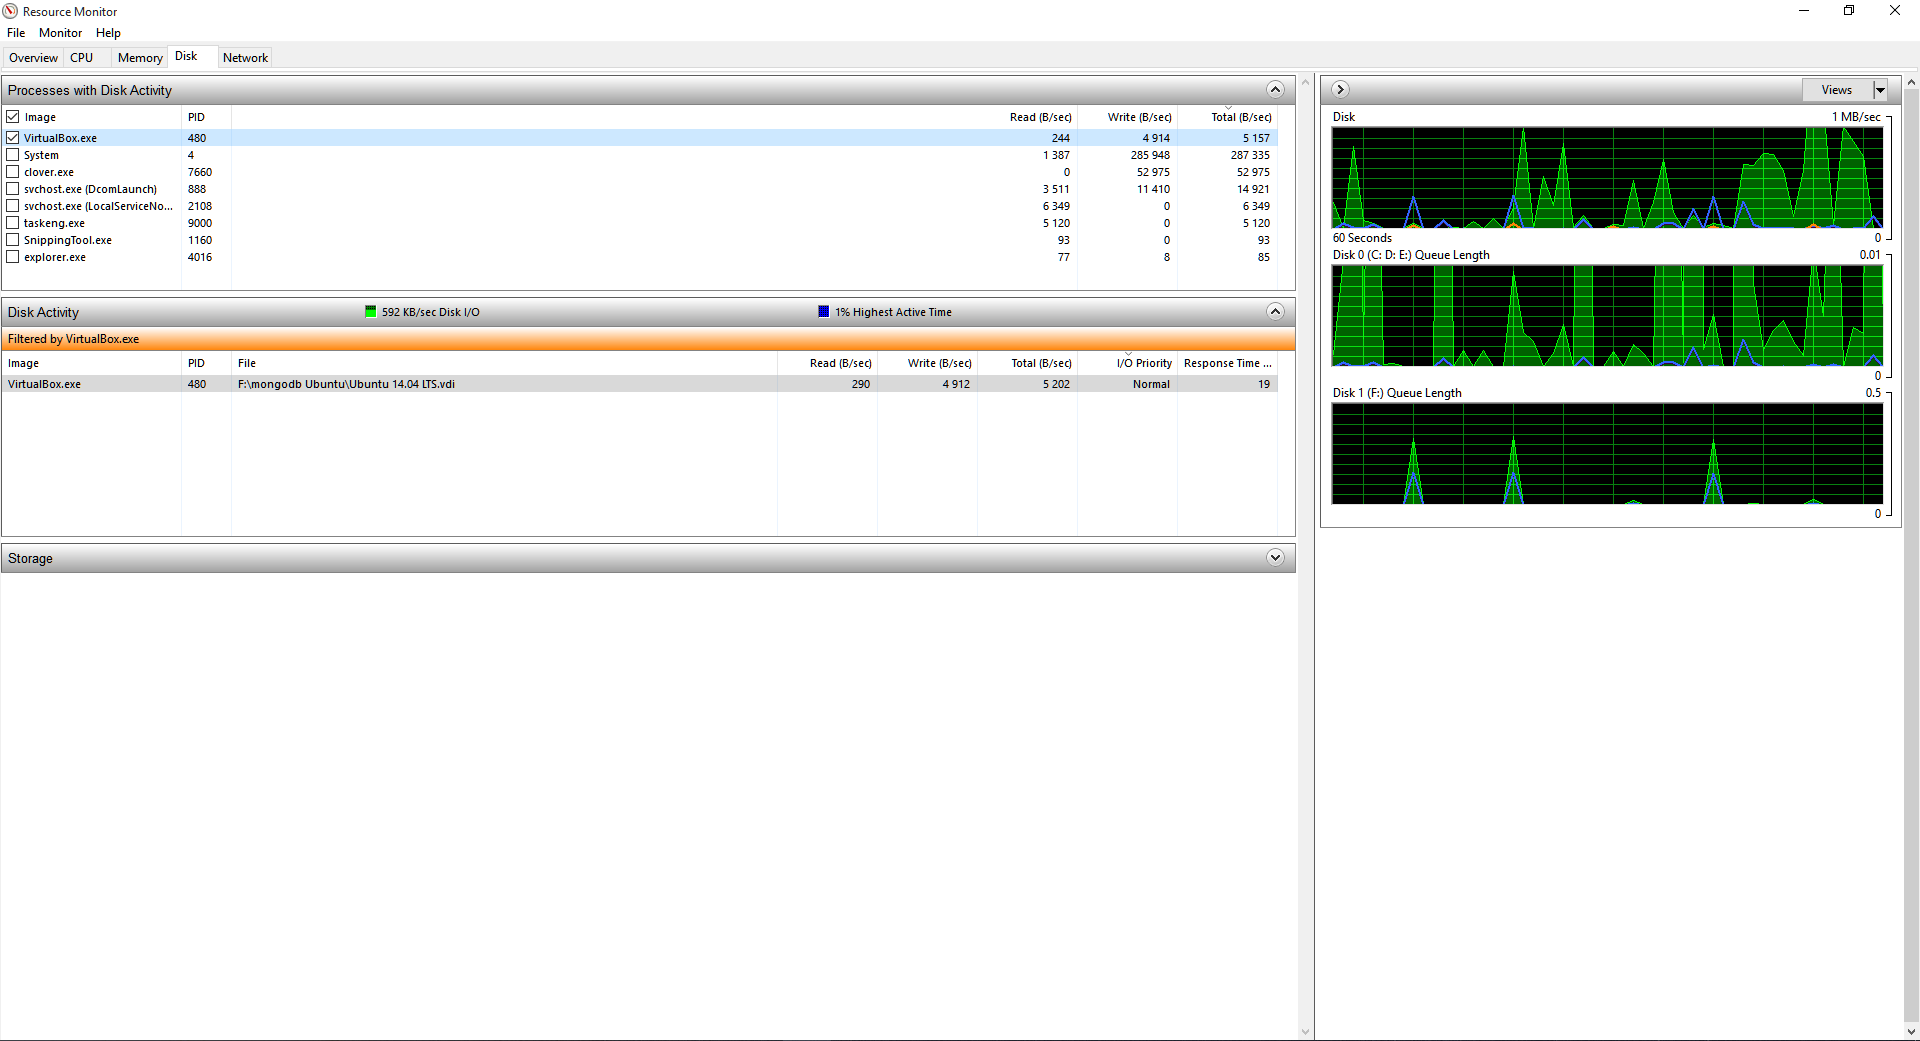 Resource Monitor
File Monitor Help
Overview CPU Memory Disk Network
Processes with Disk Activity
Image PID Read (B/sec) Write (B/sec) Total (B/sec)
VirtualBox.exe 480 244 4 914 5 157
System 4 1 387 285 948 287 335
clover.exe 7660 0 52 975 52 975
svchost.exe (DcomLaunch) 888 3 511 11 410 14 921
svchost.exe (LocalServiceNo... 2108 6 349 0 6 349
taskeng.exe 9000 5 120 0 5 120
SnippingTool.exe 1160 93 0 93
explorer.exe 4016 77 8 85
Disk Activity 592 KB/sec Disk I/O 1% Highest Active Time
Filtered by VirtualBox.exe
Image PID File Read (B/sec) Write (B/sec) Total (B/sec) I/O Priority Response Time ...
VirtualBox.exe 480 F:\mongodb Ubuntu\Ubuntu 14.04 LTS.vdi 290 4 912 5 202 Normal 19
Storage
Views
Disk 1 MB/sec
60 Seconds 0
Disk 0 (C: D: E:) Queue Length 0.01
0
Disk 1 (F:) Queue Length 0.5
0